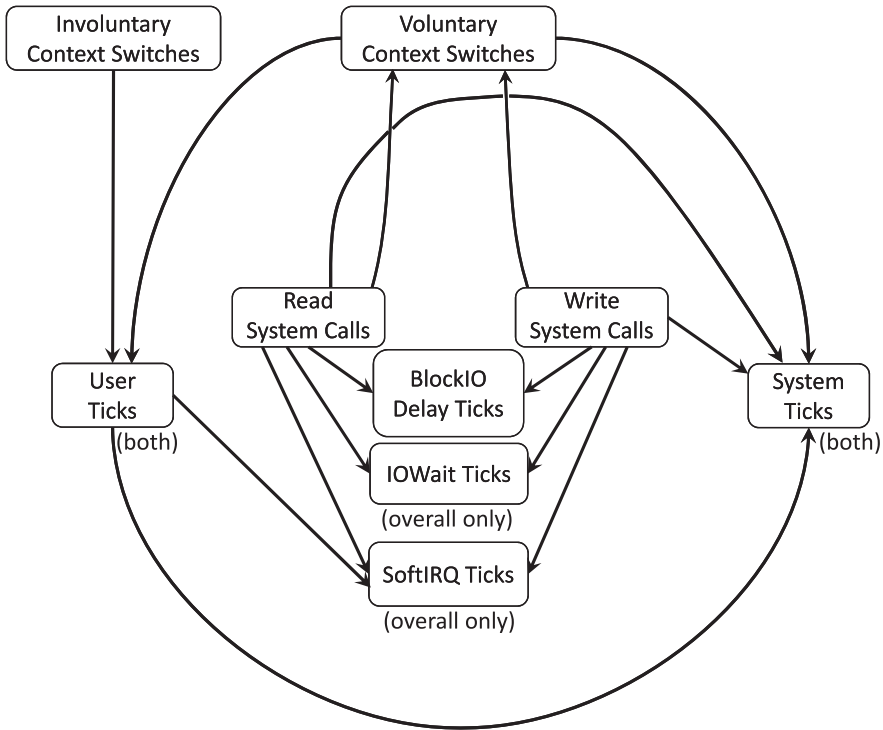 Involuntary
Context Switches
Voluntary
Context Switches
Read
System Calls
Write
System Calls
User
Ticks
(both)
BlockIO
Delay Ticks
System
Ticks
(both)
IOWait Ticks
(overall only)
SoftIRQ Ticks
(overall only)